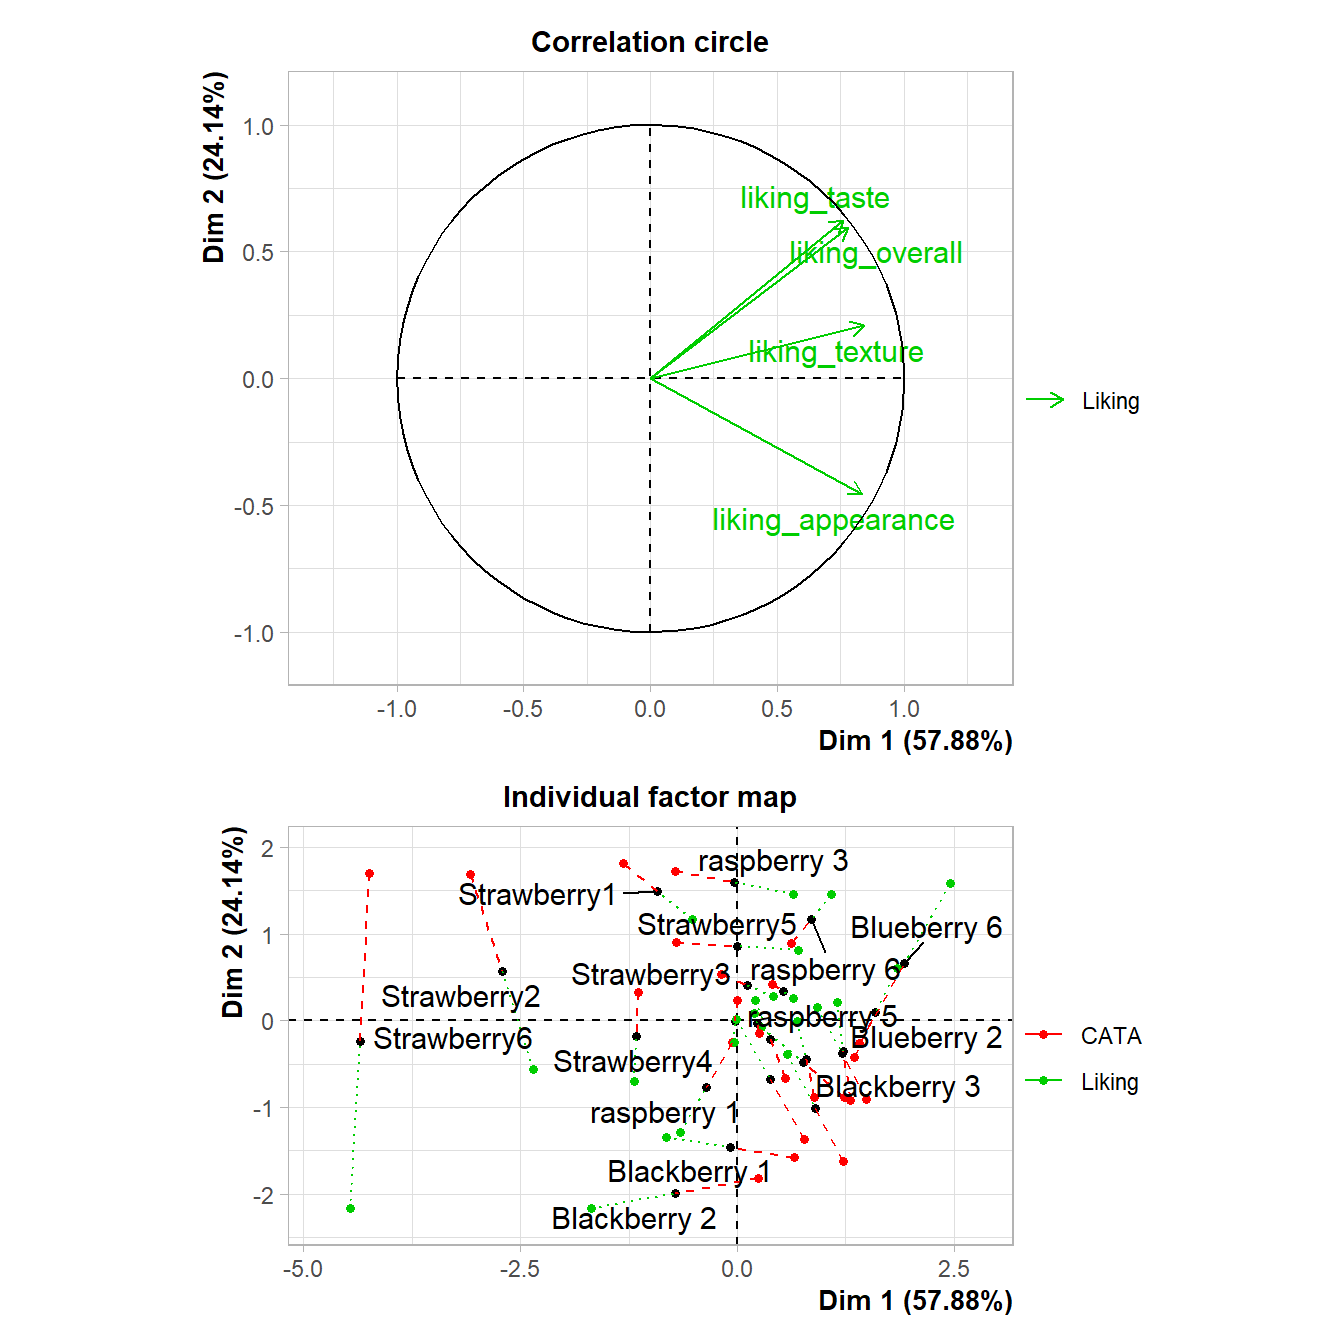 Correlation circle
Dim 2 (24.14%)
1.0
0.5
0.0
-0.5
-1.0
liking_taste
liking_overall
liking_texture
liking_appearance
Liking
-1.0 -0.5 0.0 0.5 1.0
Dim 1 (57.88%)
Individual factor map
Dim 2 (24.14%)
2
1
0
-1
-2
raspberry 3
Strawberry1
Strawberry5
Blueberry 6
Strawberry3
raspberry 6
Strawberry2
raspberry 5
Strawberry6
Blueberry 2
Strawberry4
Blackberry 3
raspberry 1
Blackberry 1
Blackberry 2
CATA
Liking
-5.0 -2.5 0.0 2.5
Dim 1 (57.88%)